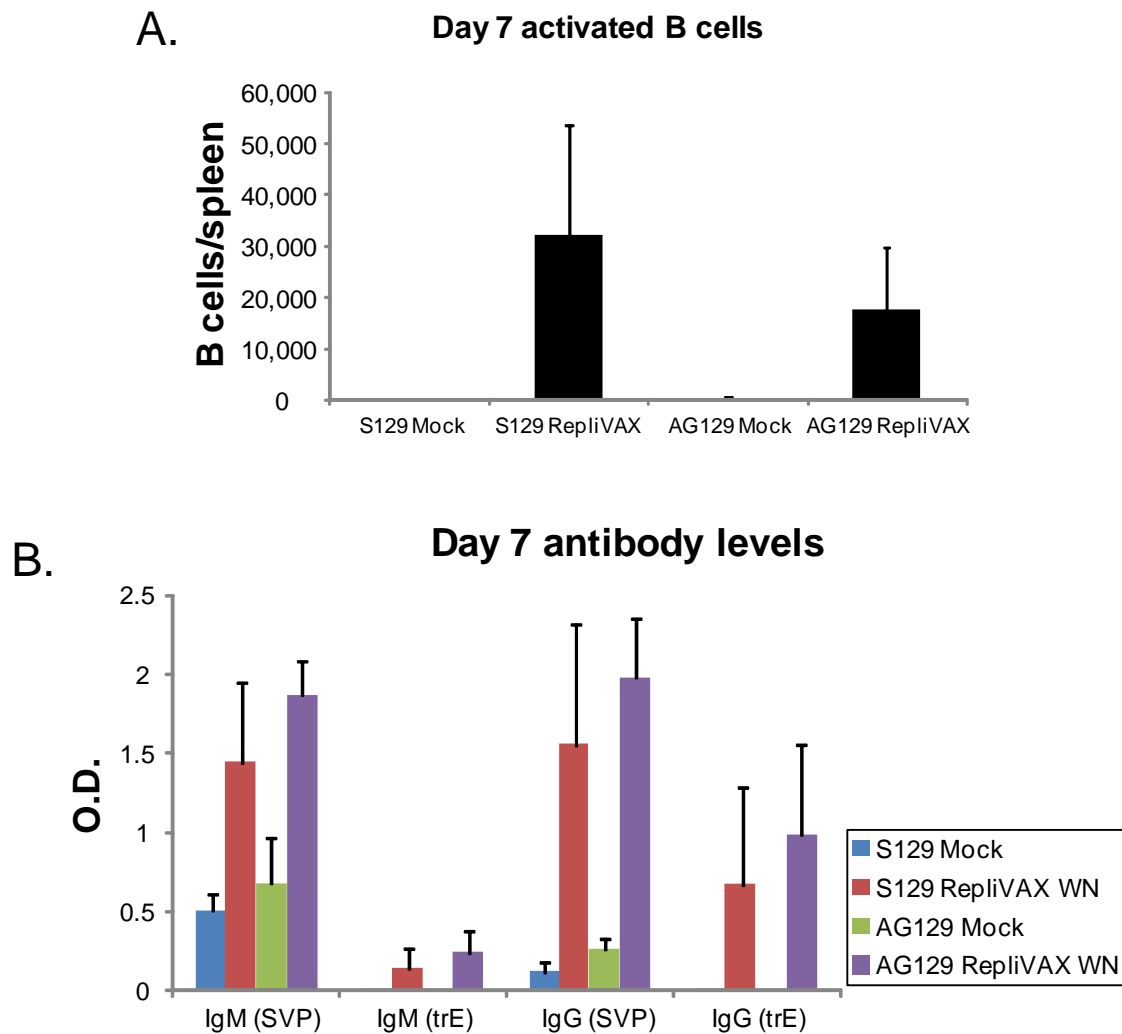 A.
Day 7 activated B cells
B cells/spleen
60,000
50,000
40,000
30,000
20,000
10,000
0
S129 Mock
S129 RepliVAX
AG129 Mock
AG129 RepliVAX
B.
Day 7 antibody levels
O.D.
2.5
2
1.5
1
0.5
0
IgM (SVP)
IgM (trE)
IgG (SVP)
IgG (trE)
S129 Mock
S129 RepliVAX WN
AG129 Mock
AG129 RepliVAX WN